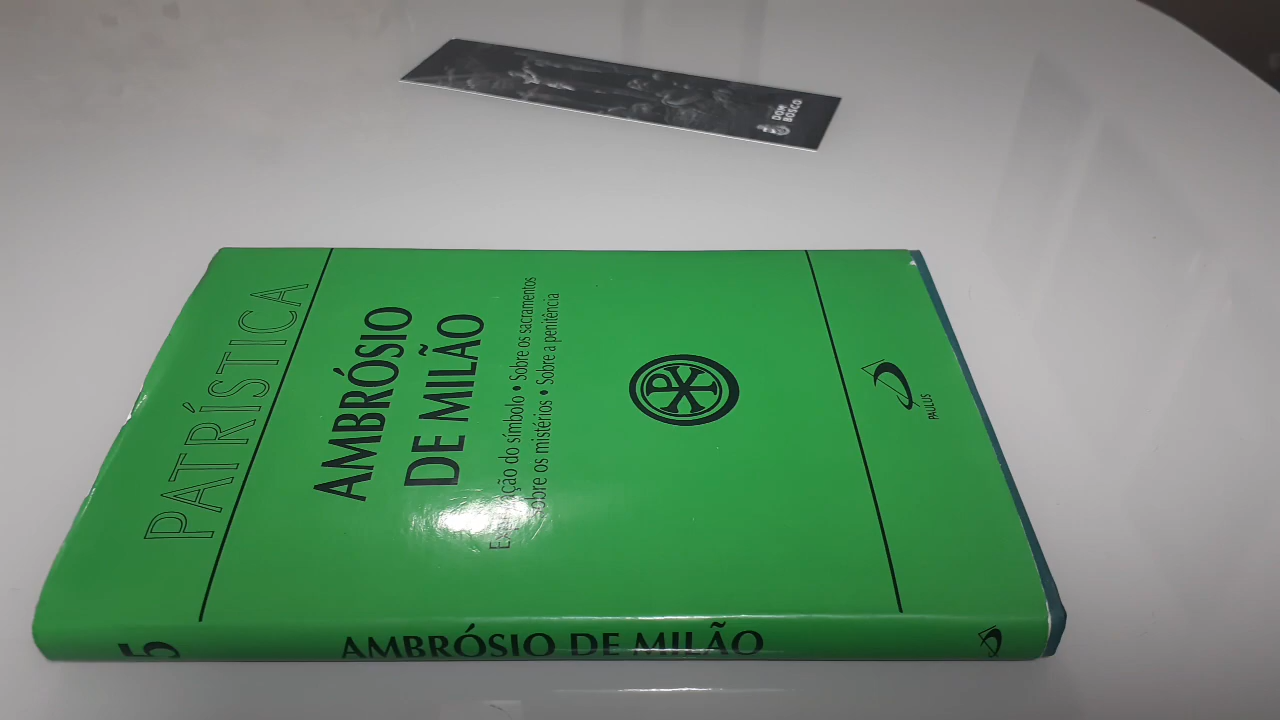 DOM
BOSCO
PATRÍSTICA
AMBRÓSIO
DE MILÃO
Explicação do símbolo • Sobre os sacramentos
Sobre os mistérios • Sobre a penitência
PAULUS
5
AMBRÓSIO DE MILÃO